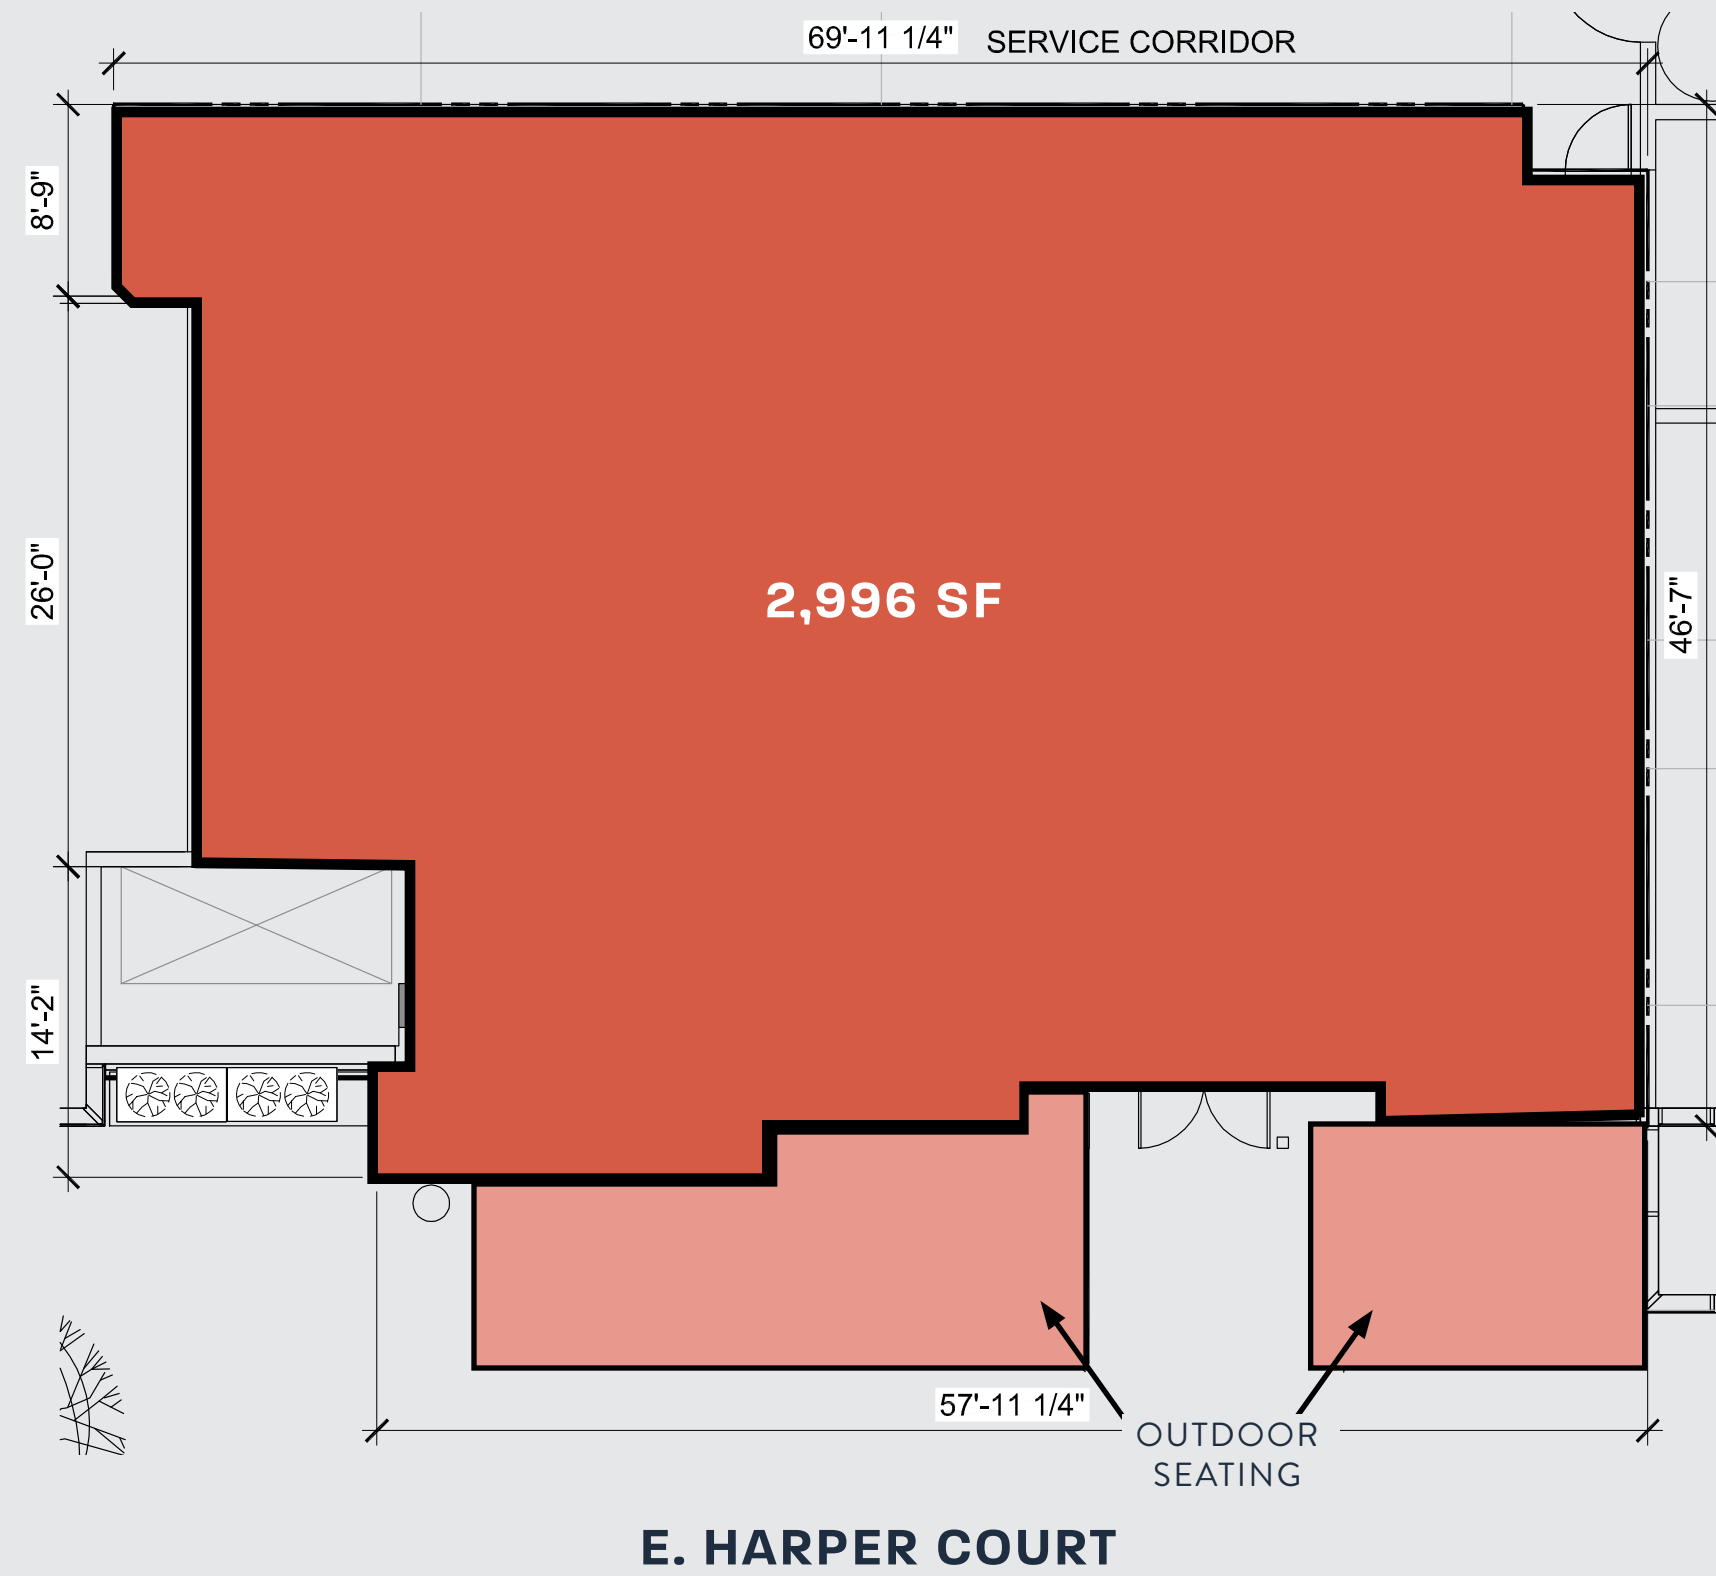 69'-11 1/4"
SERVICE CORRIDOR
8'-9"
26'-0"
2,996 SF
46'-7"
14'-2"
57'-11 1/4"
OUTDOOR
SEATING
E. HARPER COURT